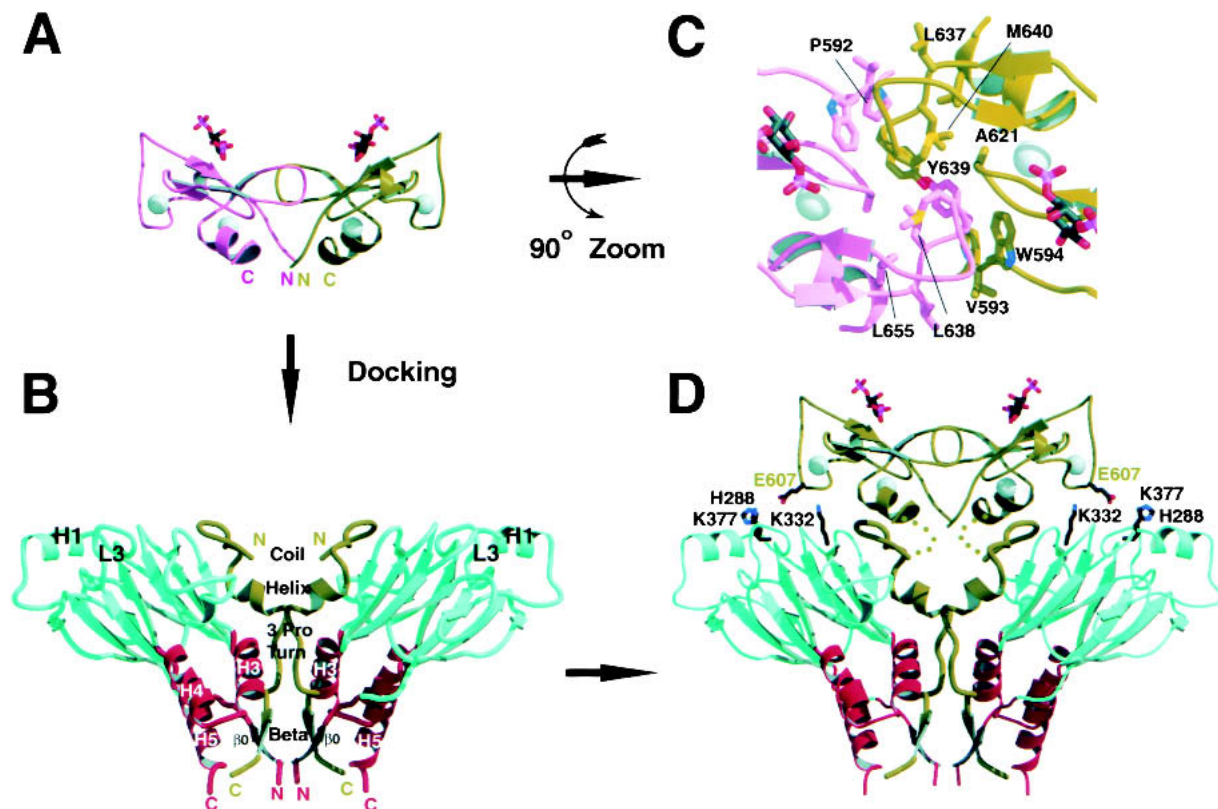 A
C N N C
90° Zoom
C
P592
L637
M640
A621
Y639
W594
V593
L655
L638
Docking
B
H1
L3
N
N
Coil
L3
H1
Helix
3 Pro
Turn
H3
H3
H4
H5
β0
Beta
β0
H5
C
C
N
N
C
C
D
E607
E607
H288
K377
K377
K332
K332
H288